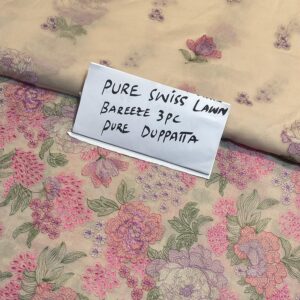 PURE SWISS LAWN
BAREEZE 3PC
PURE DUPPATTA